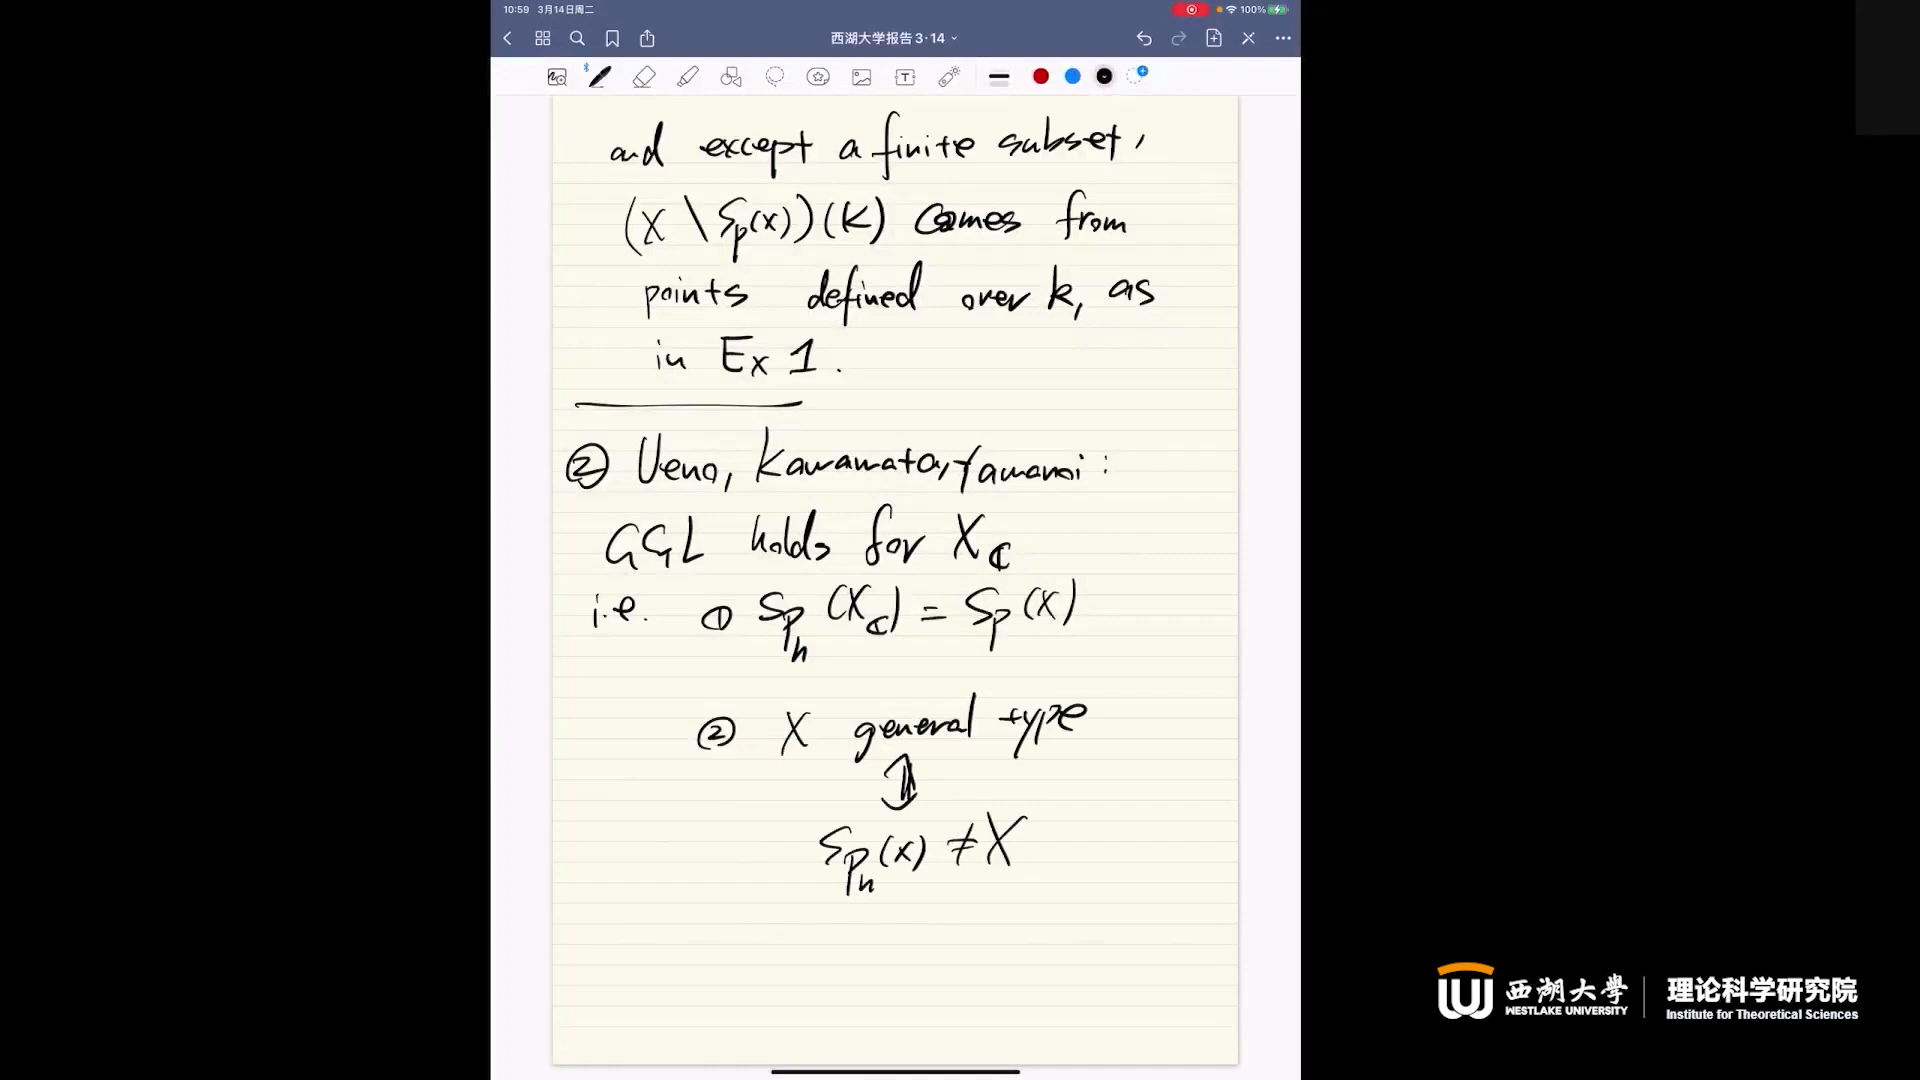 10:59 3月14日周二
100%
西湖大学报告3·14
T
and except a finite subset,
(X \ Sp(X))(K) comes from
points defined over k, as
in Ex 1.
② Ueno, Kawamata, Yamanoi :
GGL holds for X_ℂ
i.e. ① Sp_h (X_ℂ) = Sp(X)
② X general type
⇕
Sp_h(X) ≠ X
西湖大学 理论科学研究院
WESTLAKE UNIVERSITY Institute for Theoretical Sciences